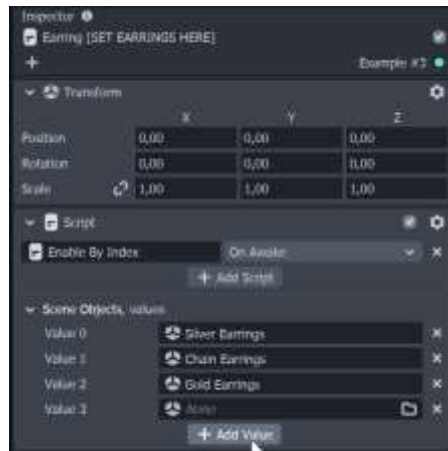 Inspector
Earring [SET EARRINGS HERE]
+ Example #3
Transform
X Y Z
Position 0,00 0,00 0,00
Rotation 0,00 0,00 0,00
Scale 1,00 1,00 1,00
Script
Enable By Index On Awake
+ Add Script
Scene Objects, values
Value 0 Silver Earrings
Value 1 Chain Earrings
Value 2 Gold Earrings
Value 3 None
+ Add Value